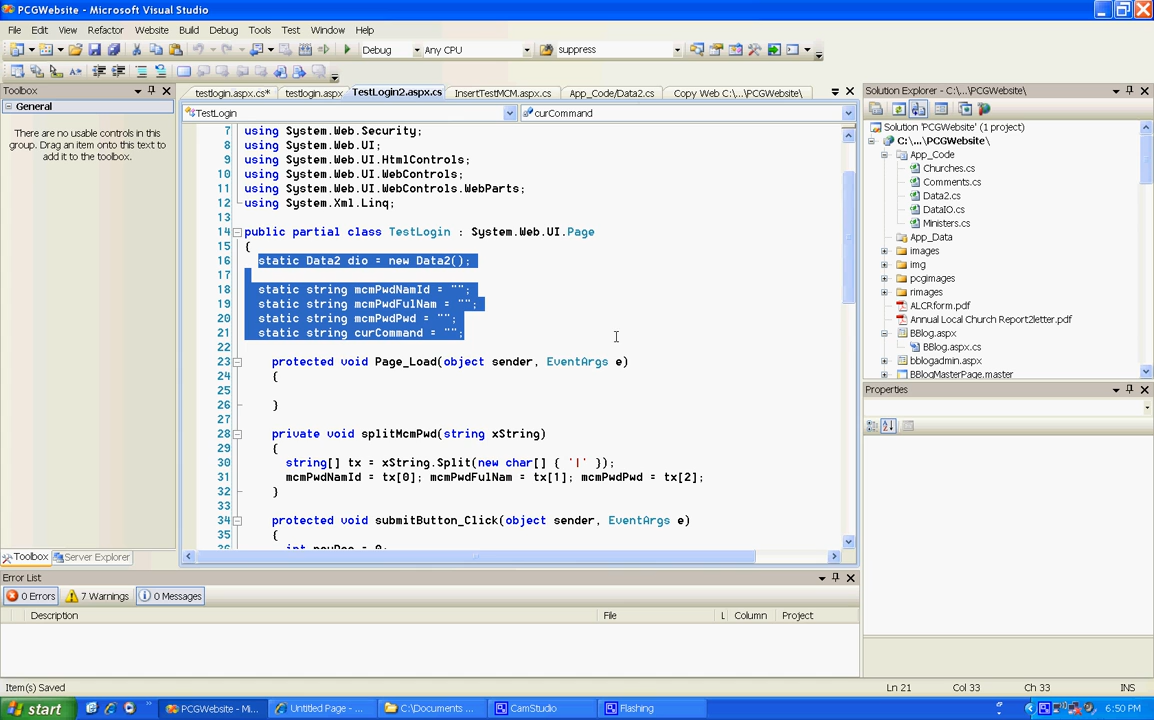 PCGWebsite - Microsoft Visual Studio
File Edit View Refactor Website Build Debug Tools Test Window Help
Debug Any CPU suppress
Toolbox
General
There are no usable controls in this
group. Drag an item onto this text to
add it to the toolbox.
Toolbox Server Explorer
testlogin.aspx.cs* testlogin.aspx TestLogin2.aspx.cs InsertTestMCM.aspx.cs App_Code/Data2.cs Copy Web C:\...\PCGWebsite\
TestLogin curCommand
7 using System.Web.Security;
8 using System.Web.UI;
9 using System.Web.UI.HtmlControls;
10 using System.Web.UI.WebControls;
11 using System.Web.UI.WebControls.WebParts;
12 using System.Xml.Linq;
13
14 public partial class TestLogin : System.Web.UI.Page
15 {
16 static Data2 dio = new Data2();
17
18 static string mcmPwdNamId = "";
19 static string mcmPwdFulNam = "";
20 static string mcmPwdPwd = "";
21 static string curCommand = "";
22
23 protected void Page_Load(object sender, EventArgs e)
24 {
25
26 }
27
28 private void splitMcmPwd(string xString)
29 {
30 string[] tx = xString.Split(new char[] { '|' });
31 mcmPwdNamId = tx[0]; mcmPwdFulNam = tx[1]; mcmPwdPwd = tx[2];
32 }
33
34 protected void submitButton_Click(object sender, EventArgs e)
35 {
Solution Explorer - C:\...\PCGWebsite\
Solution 'PCGWebsite' (1 project)
C:\...\PCGWebsite\
App_Code
Churches.cs
Comments.cs
Data2.cs
DataIO.cs
Ministers.cs
App_Data
images
img
pcgimages
rimages
ALCRform.pdf
Annual Local Church Report2letter.pdf
BBlog.aspx
BBlog.aspx.cs
bblogadmin.aspx
BBlogMasterPage.master
Properties
Error List
0 Errors 7 Warnings 0 Messages
Description File L Column Project
Item(s) Saved Ln 21 Col 33 Ch 33 INS
start PCGWebsite - Mi... Untitled Page - ... C:\Documents ... CamStudio Flashing 6:50 PM